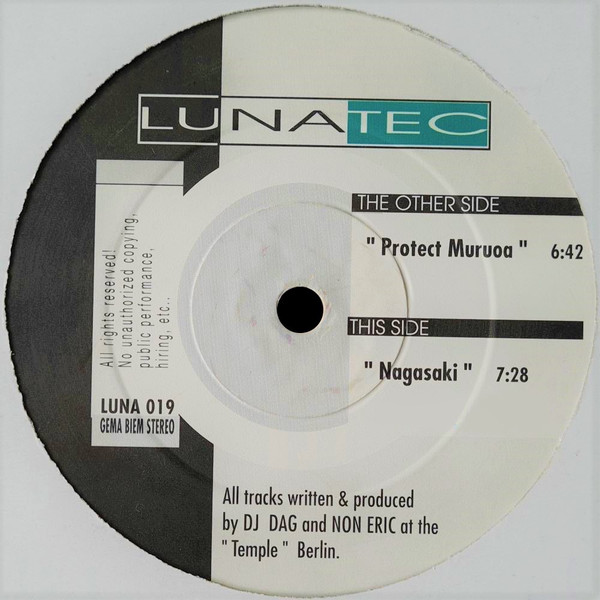 LUNATEC
THE OTHER SIDE
" Protect Muruoa " 6:42
THIS SIDE
" Nagasaki " 7:28
All rights reserved!
No unauthorized copying,
public performance,
hiring, etc..
LUNA 019
GEMA BIEM STEREO
All tracks written & produced
by DJ DAG and NON ERIC at the
" Temple " Berlin.